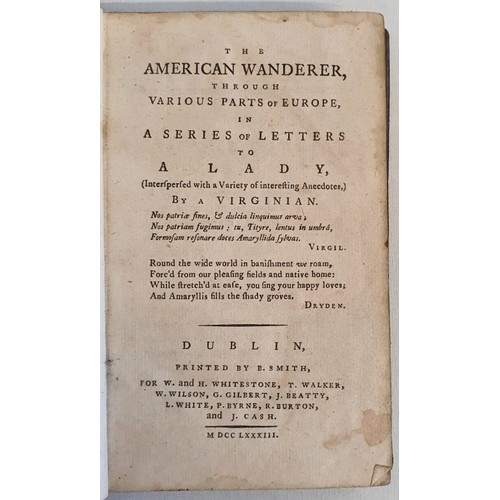 THE
AMERICAN WANDERER,
THROUGH
VARIOUS PARTS OF EUROPE,
IN
A SERIES OF LETTERS
TO
A LADY,
(Interſperſed with a Variety of intereſting Anecdotes,)
BY A VIRGINIAN.
Nos patriæ fines, & dulcia linquimus arva;
Nos patriam fugimus: tu, Tityre, lentus in umbrâ,
Formoſam reſonare doces Amaryllida ſylvas.
VIRGIL.
Round the wide world in baniſhment we roam,
Forc'd from our pleaſing fields and native home:
While ſtretch'd at eaſe, you ſing your happy loves;
And Amaryllis fills the ſhady groves.
DRYDEN.
DUBLIN,
PRINTED BY B. SMITH,
FOR W. and H. WHITESTONE, T. WALKER,
W. WILSON, G. GILBERT, J. BEATTY,
L. WHITE, P. BYRNE, R. BURTON,
and J. CASH.
M DCC LXXXIII.